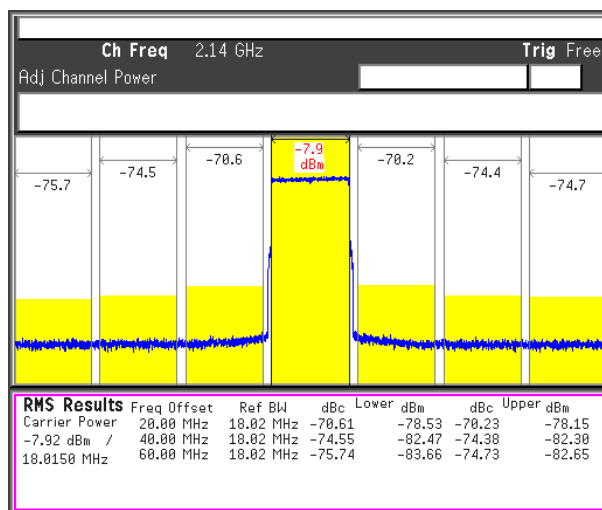 Ch Freq 2.14 GHz Trig Free
Adj Channel Power
-7.9
dBm
-75.7 -74.5 -70.6 -70.2 -74.4 -74.7
RMS Results Freq Offset Ref BW dBc Lower dBm dBc Upper dBm
Carrier Power 20.00 MHz 18.02 MHz -70.61 -78.53 -70.23 -78.15
-7.92 dBm / 40.00 MHz 18.02 MHz -74.55 -82.47 -74.38 -82.30
18.0150 MHz 60.00 MHz 18.02 MHz -75.74 -83.66 -74.73 -82.65